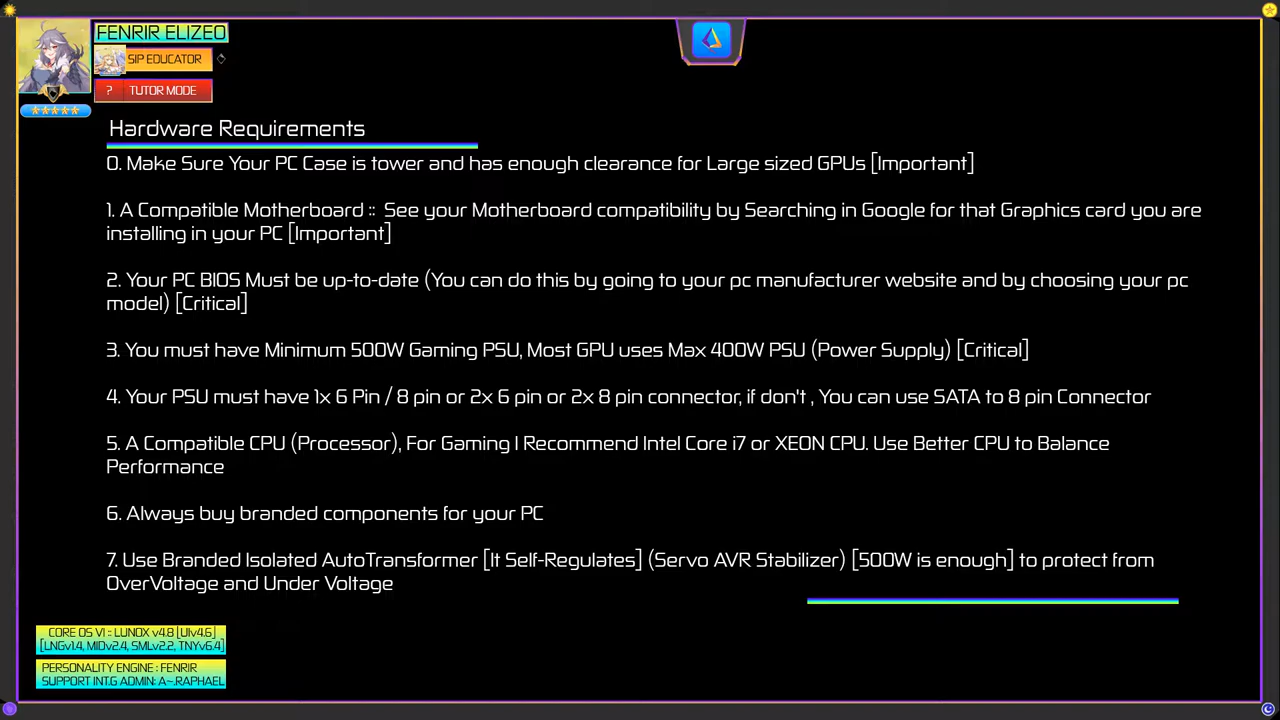 FENRIR ELIZEO
SIP EDUCATOR
? TUTOR MODE
Hardware Requirements
0. Make Sure Your PC Case is tower and has enough clearance for Large sized GPUs [Important]
1. A Compatible Motherboard :: See your Motherboard compatibility by Searching in Google for that Graphics card you are
installing in your PC [Important]
2. Your PC BIOS Must be up-to-date (You can do this by going to your pc manufacturer website and by choosing your pc
model) [Critical]
3. You must have Minimum 500W Gaming PSU, Most GPU uses Max 400W PSU (Power Supply) [Critical]
4. Your PSU must have 1x 6 Pin / 8 pin or 2x 6 pin or 2x 8 pin connector, if don't , You can use SATA to 8 pin Connector
5. A Compatible CPU (Processor), For Gaming I Recommend Intel Core i7 or XEON CPU. Use Better CPU to Balance
Performance
6. Always buy branded components for your PC
7. Use Branded Isolated AutoTransformer [It Self-Regulates] (Servo AVR Stabilizer) [500W is enough] to protect from
OverVoltage and Under Voltage
CORE OS VI :: LUNOX v4.8 [UIv4.6]
[LNGv1.4, MIDv2.4, SMLv2.2, TNYv6.4]
PERSONALITY ENGINE : FENRIR
SUPPORT INT.G ADMIN: A~.RAPHAEL